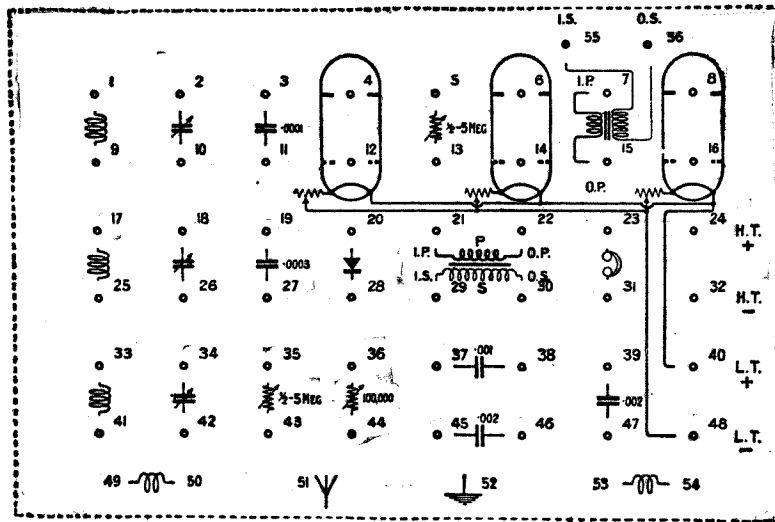 I.S. O.S.
55 56
1 2 3 4 5 6 I.P. 7 8
·0001 ½-5 MEG
9 10 11 12 13 14 15 16
O.P.
17 18 19 20 21 22 23 24 H.T. +
P
I.P. O.P.
·0003
I.S. S O.S.
25 26 27 28 29 30 31 32 H.T. –
33 34 35 36 37 ·001 38 39 40 L.T. +
½-5 MEG 100,000 ·002
41 42 43 44 45 ·002 46 47 48 L.T. –
49 50 51 52 53 54